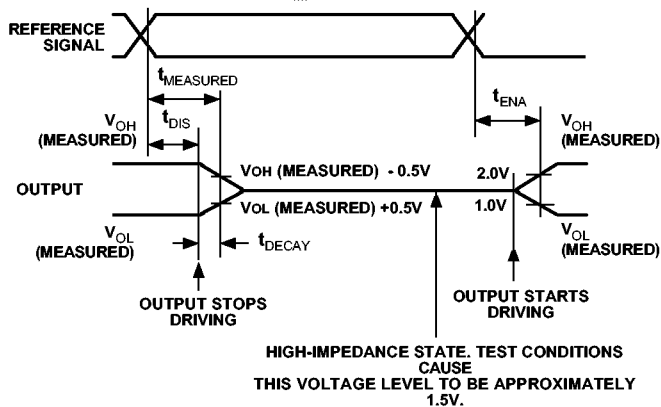 REFERENCE
SIGNAL
tMEASURED
tENA
VOH
(MEASURED)
tDIS
VOH
(MEASURED)
VOH (MEASURED) - 0.5V
2.0V
OUTPUT
VOL (MEASURED) +0.5V
1.0V
VOL
(MEASURED)
tDECAY
VOL
(MEASURED)
OUTPUT STOPS
DRIVING
OUTPUT STARTS
DRIVING
HIGH-IMPEDANCE STATE. TEST CONDITIONS
CAUSE
THIS VOLTAGE LEVEL TO BE APPROXIMATELY
1.5V.